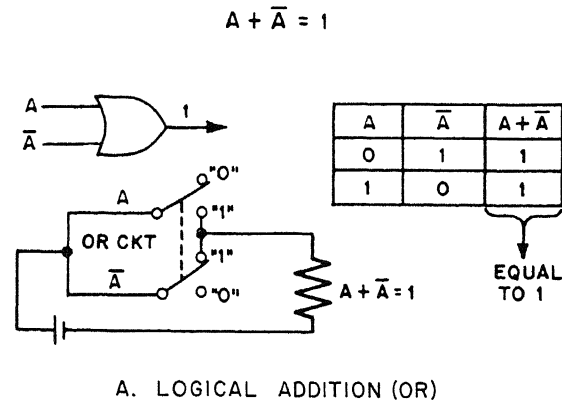 A + A̅ = 1
A
A̅
1
A A̅ A + A̅
0 1 1
1 0 1
EQUAL
TO 1
A
"0"
"1"
OR CKT
"1"
A̅
"0"
A + A̅ = 1
A. LOGICAL ADDITION (OR)